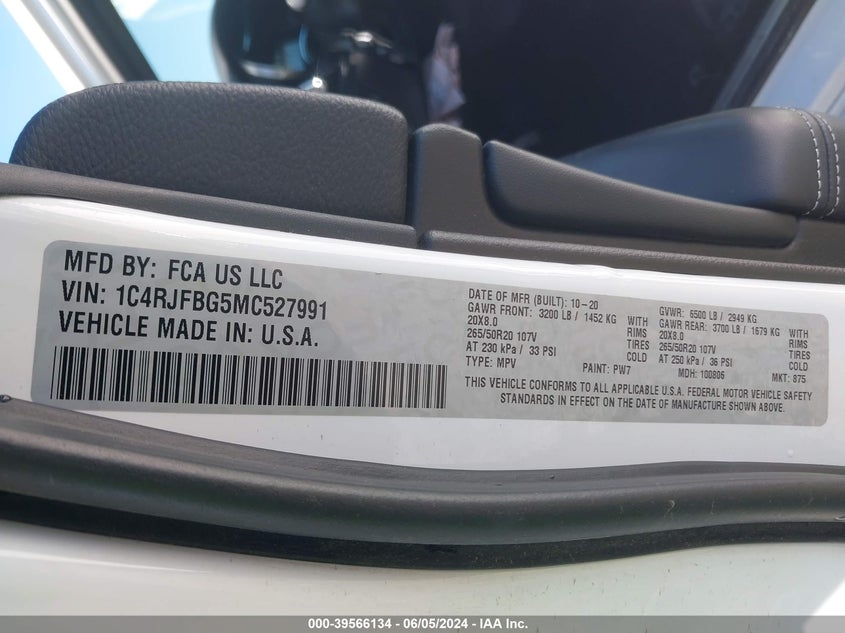 MFD BY: FCA US LLC
VIN: 1C4RJFBG5MC527991
VEHICLE MADE IN: U.S.A.
DATE OF MFR (BUILT): 10-20
GAWR FRONT: 3200 LB / 1452 KG WITH
20X8.0 RIMS
265/50R20 107V TIRES
AT 230 kPa / 33 PSI COLD
TYPE: MPV PAINT: PW7
GVWR: 6500 LB / 2949 KG
GAWR REAR: 3700 LB / 1679 KG WITH
20X8.0 RIMS
265/50R20 107V TIRES
AT 250 kPa / 36 PSI COLD
MDH: 100806 MKT: 875
THIS VEHICLE CONFORMS TO ALL APPLICABLE U.S.A. FEDERAL MOTOR VEHICLE SAFETY
STANDARDS IN EFFECT ON THE DATE OF MANUFACTURE SHOWN ABOVE.
000-39566134 - 06/05/2024 - IAA Inc.